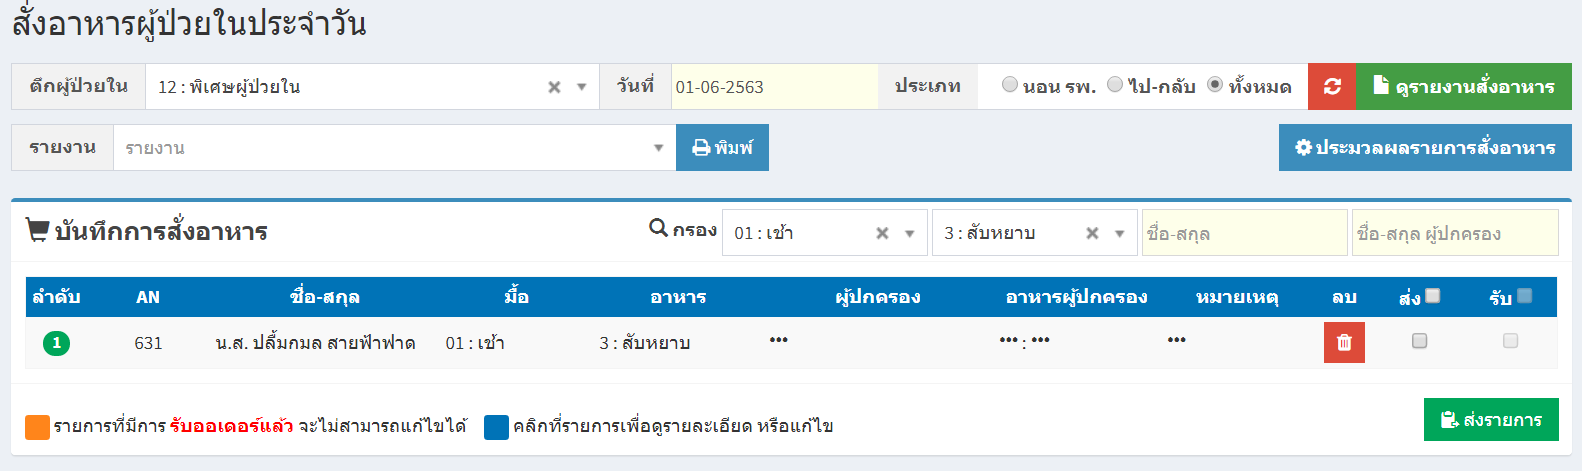 สั่งอาหารผู้ป่วยในประจำวัน
ตึกผู้ป่วยใน 12 : พิเศษผู้ป่วยใน วันที่ 01-06-2563 ประเภท นอน รพ. ไป-กลับ ทั้งหมด ดูรายงานสั่งอาหาร
รายงาน รายงาน พิมพ์ ประมวลผลรายการสั่งอาหาร
บันทึกการสั่งอาหาร กรอง 01 : เช้า 3 : สับหยาบ ชื่อ-สกุล ชื่อ-สกุล ผู้ปกครอง
ลำดับ AN ชื่อ-สกุล มื้อ อาหาร ผู้ปกครอง อาหารผู้ปกครอง หมายเหตุ ลบ ส่ง รับ
1 631 น.ส. ปลื้มกมล สายฟ้าฟาด 01 : เช้า 3 : สับหยาบ ••• ••• : ••• •••
รายการที่มีการ รับออเดอร์แล้ว จะไม่สามารถแก้ไขได้ คลิกที่รายการเพื่อดูรายละเอียด หรือแก้ไข ส่งรายการ